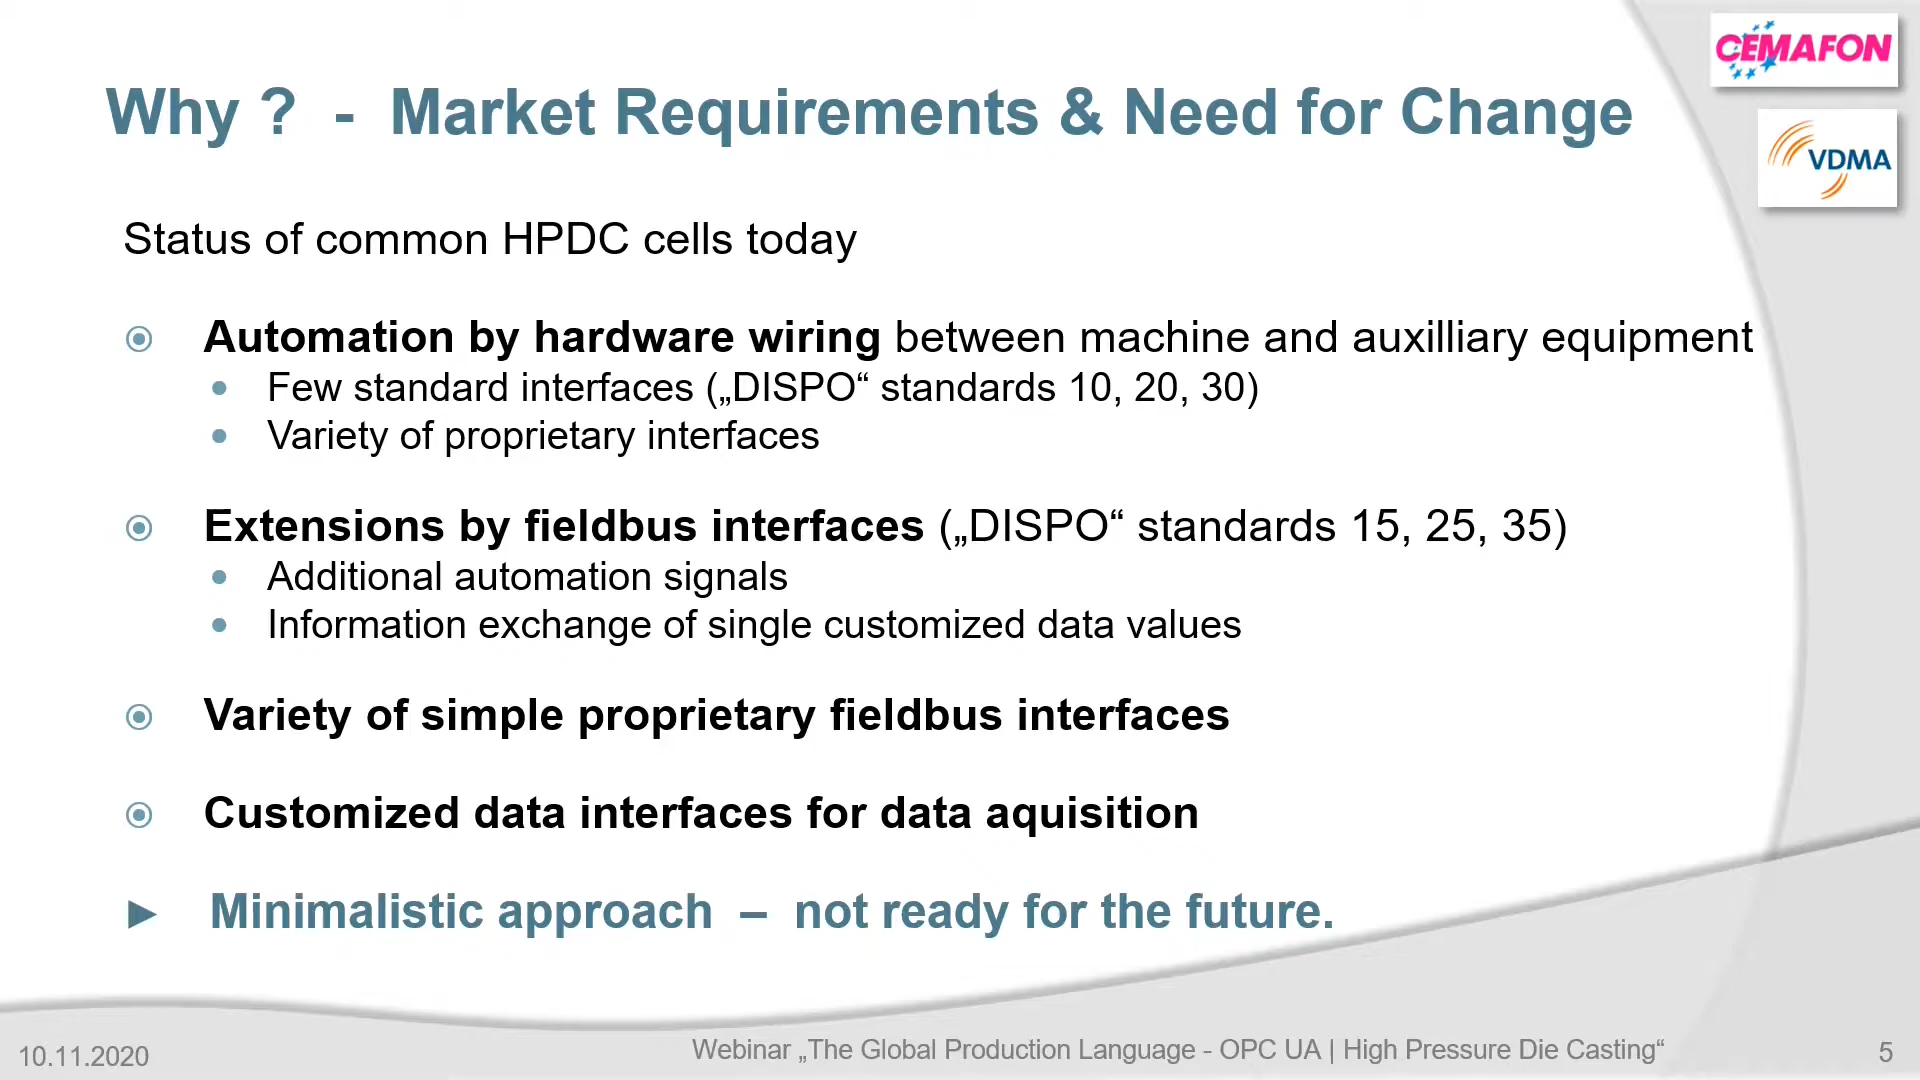 CEMAFON
Why ? - Market Requirements & Need for Change
VDMA
Status of common HPDC cells today
Automation by hardware wiring between machine and auxilliary equipment
Few standard interfaces („DISPO“ standards 10, 20, 30)
Variety of proprietary interfaces
Extensions by fieldbus interfaces („DISPO“ standards 15, 25, 35)
Additional automation signals
Information exchange of single customized data values
Variety of simple proprietary fieldbus interfaces
Customized data interfaces for data aquisition
► Minimalistic approach – not ready for the future.
10.11.2020
Webinar „The Global Production Language - OPC UA | High Pressure Die Casting“
5